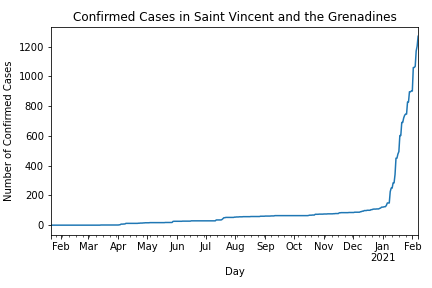 Confirmed Cases in Saint Vincent and the Grenadines
Number of Confirmed Cases
1200
1000
800
600
400
200
0
Feb Mar Apr May Jun Jul Aug Sep Oct Nov Dec Jan Feb
2021
Day